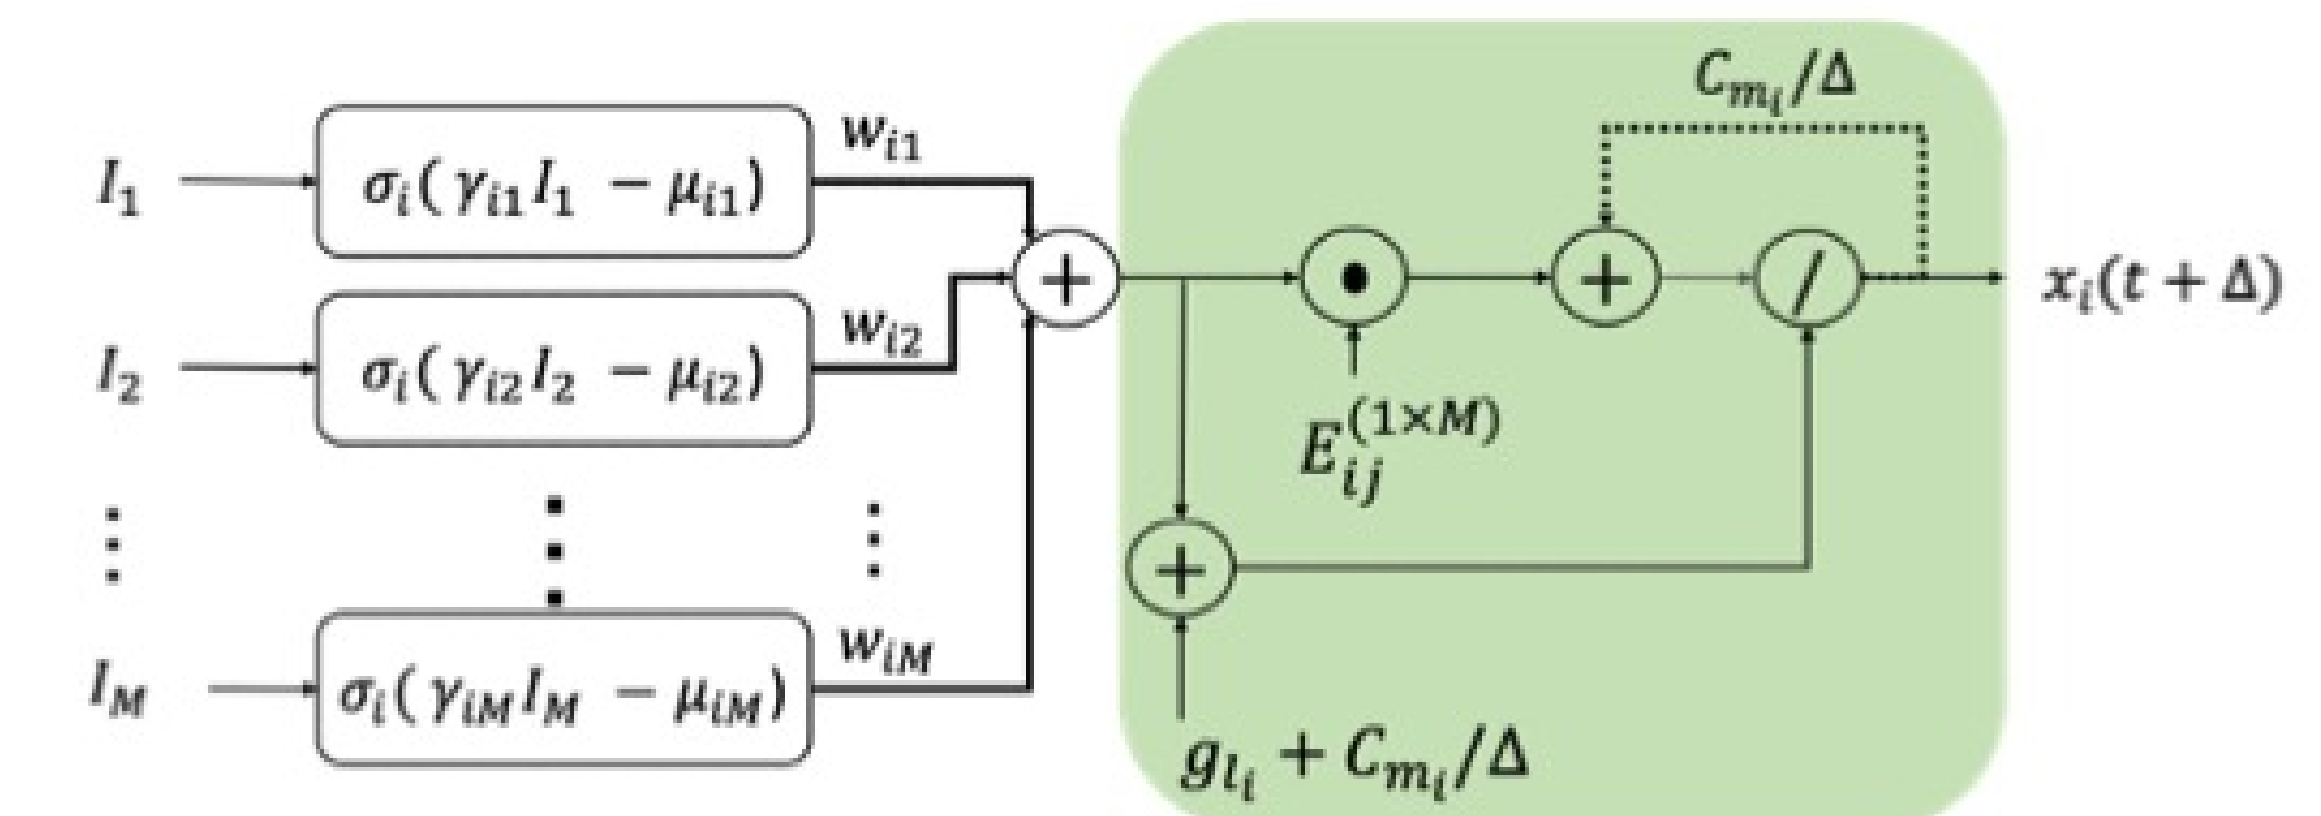 C_{m_i}/Δ
I_1
σ_i( γ_{i1}I_1 − μ_{i1})
w_{i1}
+
•
+
/
x_i(t + Δ)
I_2
σ_i( γ_{i2}I_2 − μ_{i2})
w_{i2}
E_{ij}^{(1×M)}
⋮
⋮
⋮
+
I_M
σ_i( γ_{iM}I_M − μ_{iM})
w_{iM}
g_{l_i} + C_{m_i}/Δ